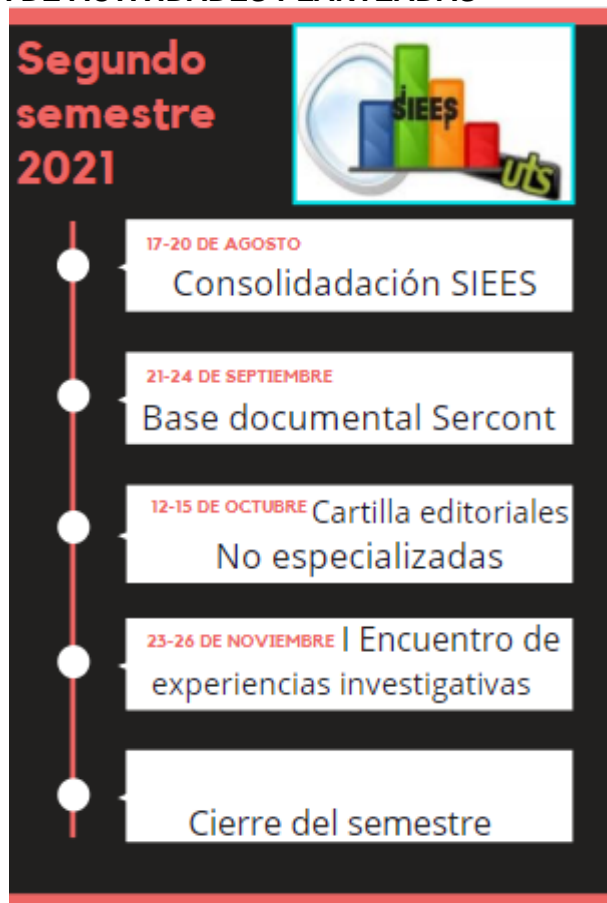 Segundo
semestre
2021
SIEES
uts
17-20 DE AGOSTO
Consolidadación SIEES
21-24 DE SEPTIEMBRE
Base documental Sercont
12-15 DE OCTUBRE Cartilla editoriales
No especializadas
23-26 DE NOVIEMBRE I Encuentro de
experiencias investigativas
Cierre del semestre